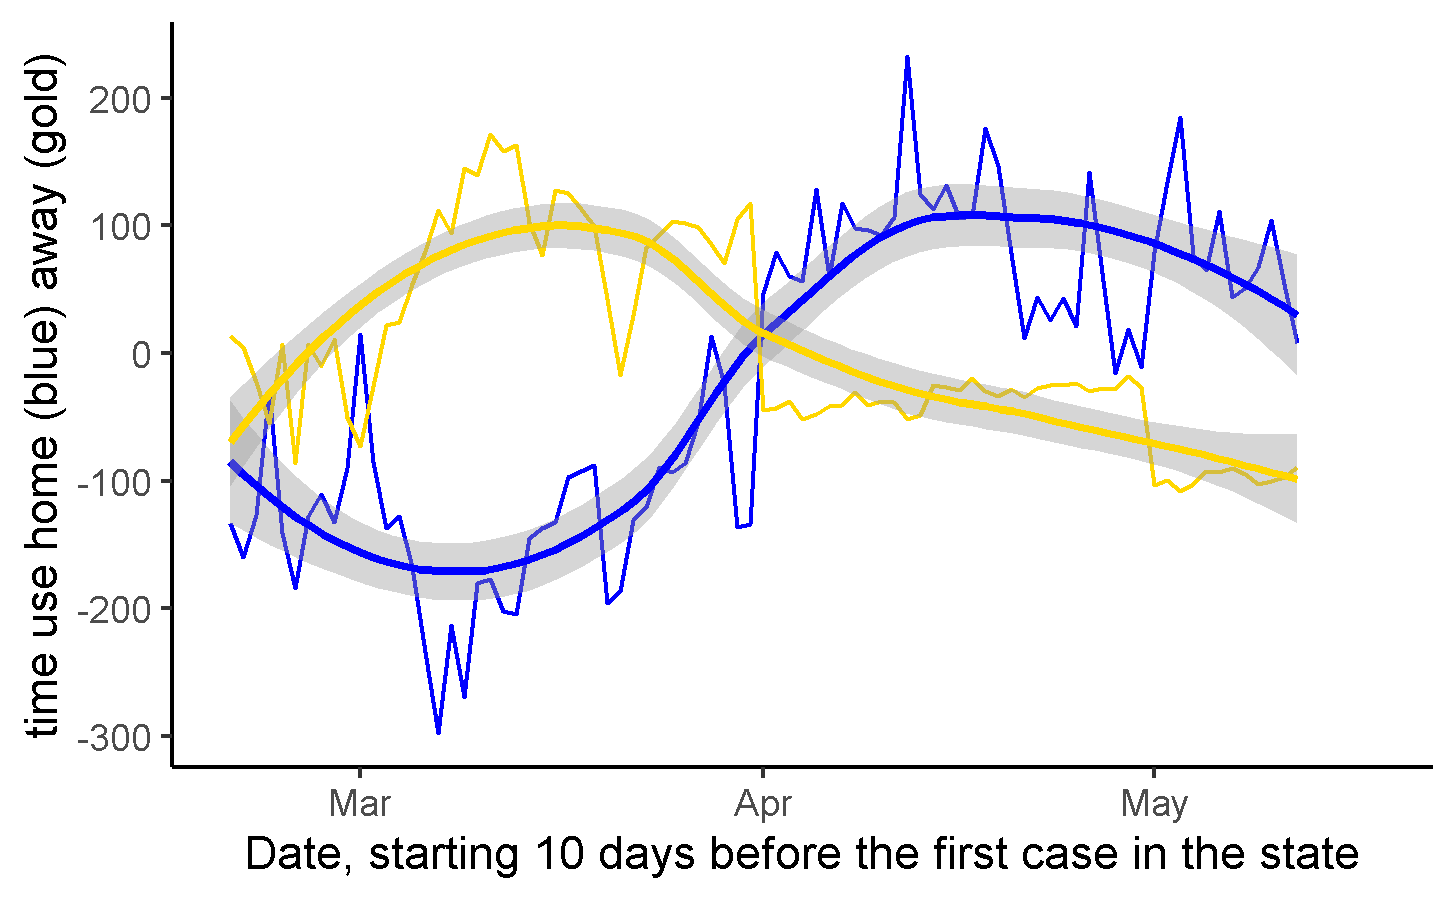 time use home (blue) away (gold)
200
100
0
-100
-200
-300
Mar
Apr
May
Date, starting 10 days before the first case in the state